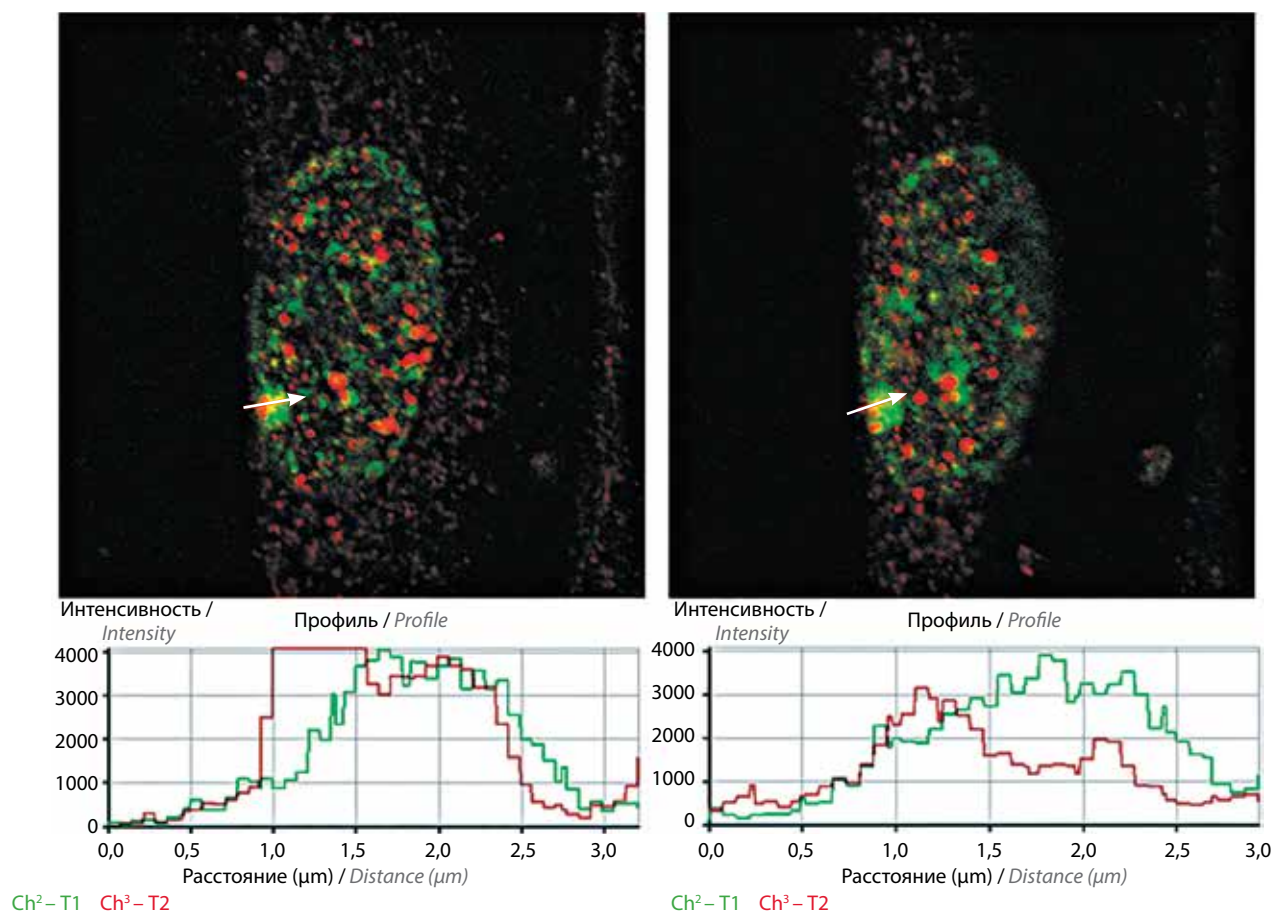 Интенсивность /
Intensity
Профиль / Profile
4000
3000
2000
1000
0
0,0 0,5 1,0 1,5 2,0 2,5 3,0
Расстояние (μm) / Distance (μm)
Ch² – T1 Ch³ – T2
Интенсивность /
Intensity
Профиль / Profile
4000
3000
2000
1000
0
0,0 0,5 1,0 1,5 2,0 2,5 3,0
Расстояние (μm) / Distance (μm)
Ch² – T1 Ch³ – T2